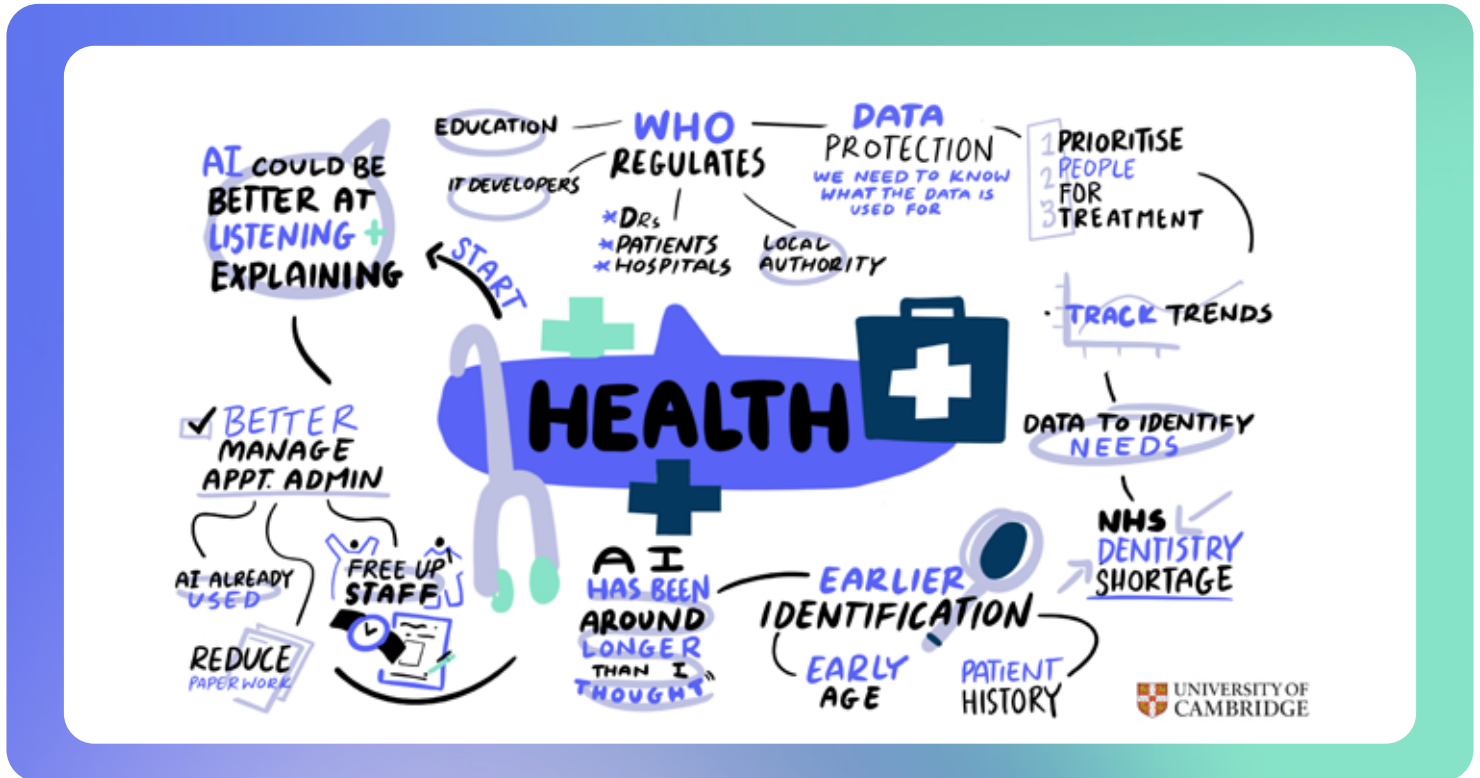 START
AI COULD BE
BETTER AT
LISTENING +
EXPLAINING
BETTER
MANAGE
APPT. ADMIN
AI ALREADY
USED
REDUCE
PAPERWORK
FREE UP
STAFF
AI
HAS BEEN
AROUND
LONGER
THAN I
THOUGHT"
EARLIER
IDENTIFICATION
EARLY
AGE
PATIENT
HISTORY
NHS
DENTISTRY
SHORTAGE
DATA TO IDENTIFY
NEEDS
TRACK TRENDS
1 PRIORITISE
2 PEOPLE
FOR
3 TREATMENT
DATA
PROTECTION
WE NEED TO KNOW
WHAT THE DATA IS
USED FOR
WHO
REGULATES
EDUCATION
IT DEVELOPERS
*DRs
*PATIENTS
*HOSPITALS
LOCAL
AUTHORITY
HEALTH
UNIVERSITY OF
CAMBRIDGE